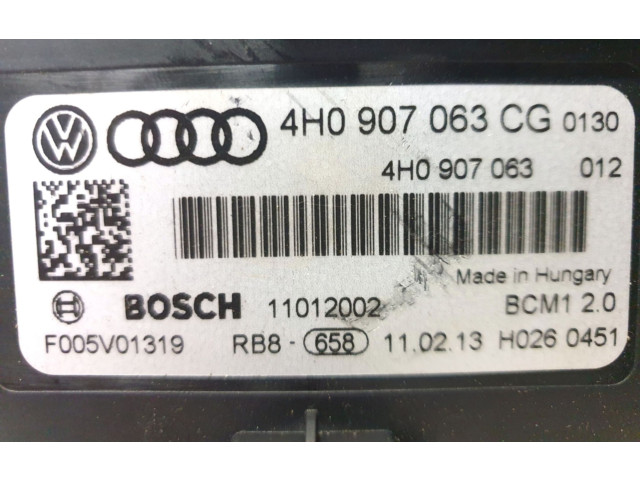 4H0 907 063 CG 0130
4H0 907 063 012
Made in Hungary
BOSCH 11012002 BCM1 2.0
F005V01319 RB8 - 658 11.02.13 H026 0451